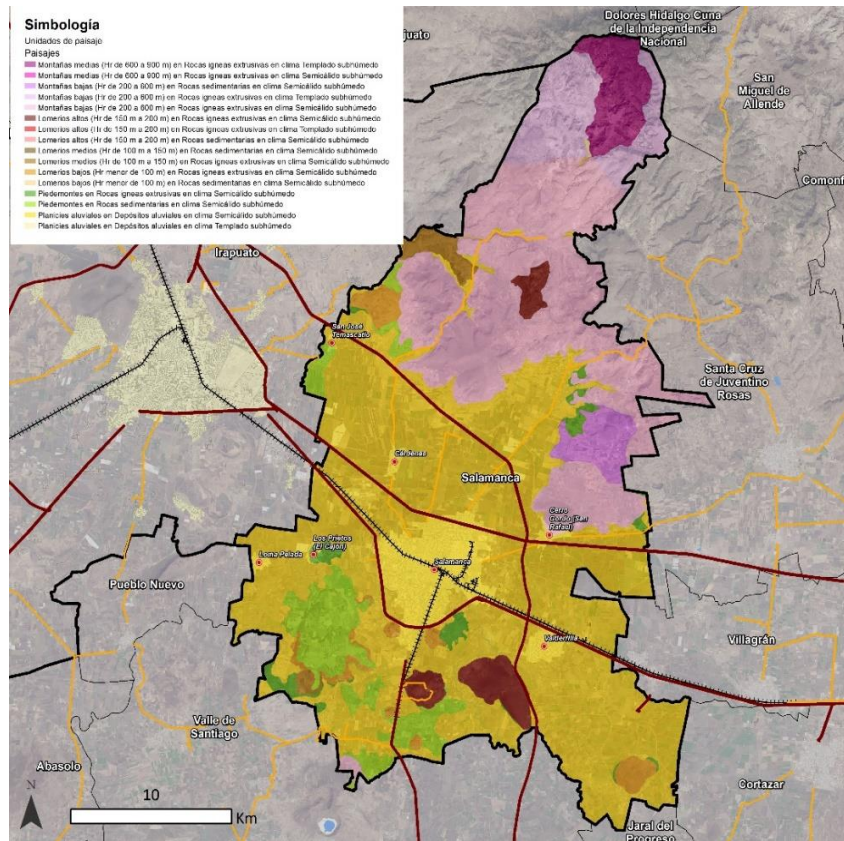 Simbología
Unidades de paisaje
Paisajes
Montañas medias (Hr de 600 a 900 m) en Rocas ígneas extrusivas en clima Templado subhúmedo
Montañas medias (Hr de 600 a 900 m) en Rocas ígneas extrusivas en clima Semicálido subhúmedo
Montañas bajas (Hr de 200 a 600 m) en Rocas sedimentarias en clima Semicálido subhúmedo
Montañas bajas (Hr de 200 a 600 m) en Rocas ígneas extrusivas en clima Templado subhúmedo
Montañas bajas (Hr de 200 a 600 m) en Rocas ígneas extrusivas en clima Semicálido subhúmedo
Lomeríos altos (Hr de 150 a 200 m) en Rocas ígneas extrusivas en clima Semicálido subhúmedo
Lomeríos altos (Hr de 150 a 200 m) en Rocas ígneas extrusivas en clima Templado subhúmedo
Lomeríos altos (Hr de 150 a 200 m) en Rocas sedimentarias en clima Semicálido subhúmedo
Lomeríos medios (Hr de 100 m a 150 m) en Rocas sedimentarias en clima Semicálido subhúmedo
Lomeríos medios (Hr de 100 m a 150 m) en Rocas ígneas extrusivas en clima Semicálido subhúmedo
Lomeríos bajos (Hr menor de 100 m) en Rocas ígneas extrusivas en clima Semicálido subhúmedo
Lomeríos bajos (Hr menor de 100 m) en Rocas sedimentarias en clima Semicálido subhúmedo
Piedemontes en Rocas ígneas extrusivas en clima Semicálido subhúmedo
Piedemontes en Rocas sedimentarias en clima Semicálido subhúmedo
Planicies aluviales en Depósitos aluviales en clima Semicálido subhúmedo
Planicies aluviales en Depósitos aluviales en clima Templado subhúmedo
juato
Dolores Hidalgo Cuna
de la Independencia
Nacional
San
Miguel de
Allende
Comonf
Irapuato
San José
Temascatío
Santa Cruz
de Juventino
Rosas
Cárdenas
Salamanca
Cerro
Gordo (San
Rafael)
Los Prietos
(El Cajón)
Loma Pelada
Salamanca
Pueblo Nuevo
Valtierrilla
Villagrán
Valle de
Santiago
Abasolo
Cortazar
Jaral del
Progreso
N
10
Km